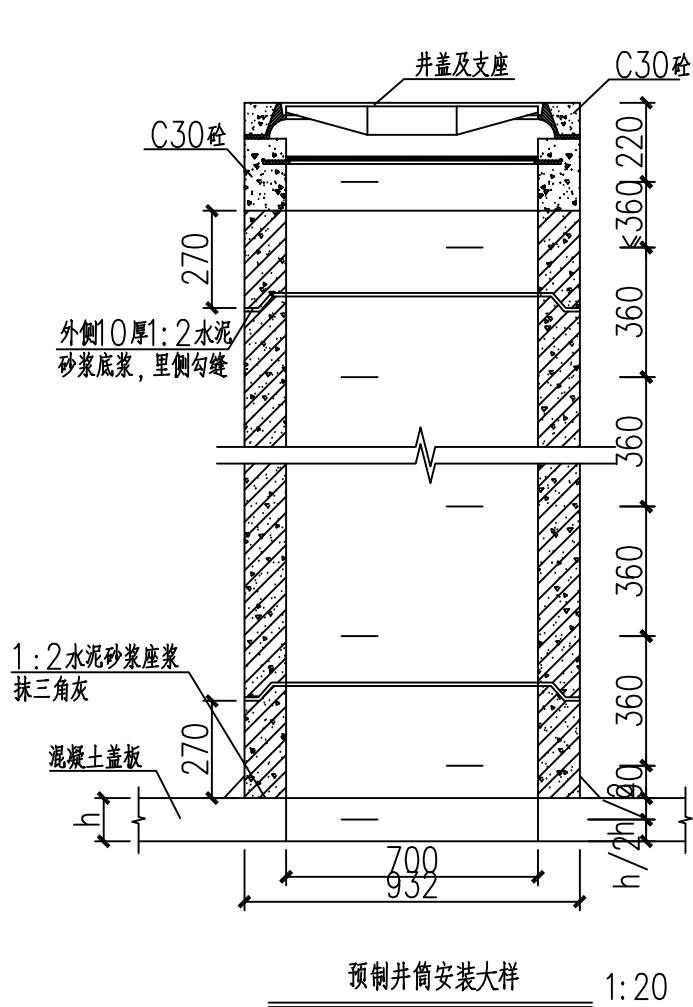 井盖及支座
C30砼
C30砼
220
≤360
270
360
外侧10厚1:2水泥
砂浆底浆，里侧勾缝
360
360
1:2水泥砂浆座浆
抹三角灰
360
270
混凝土盖板
h
h/2
700
932
预制井筒安装大样 1:20